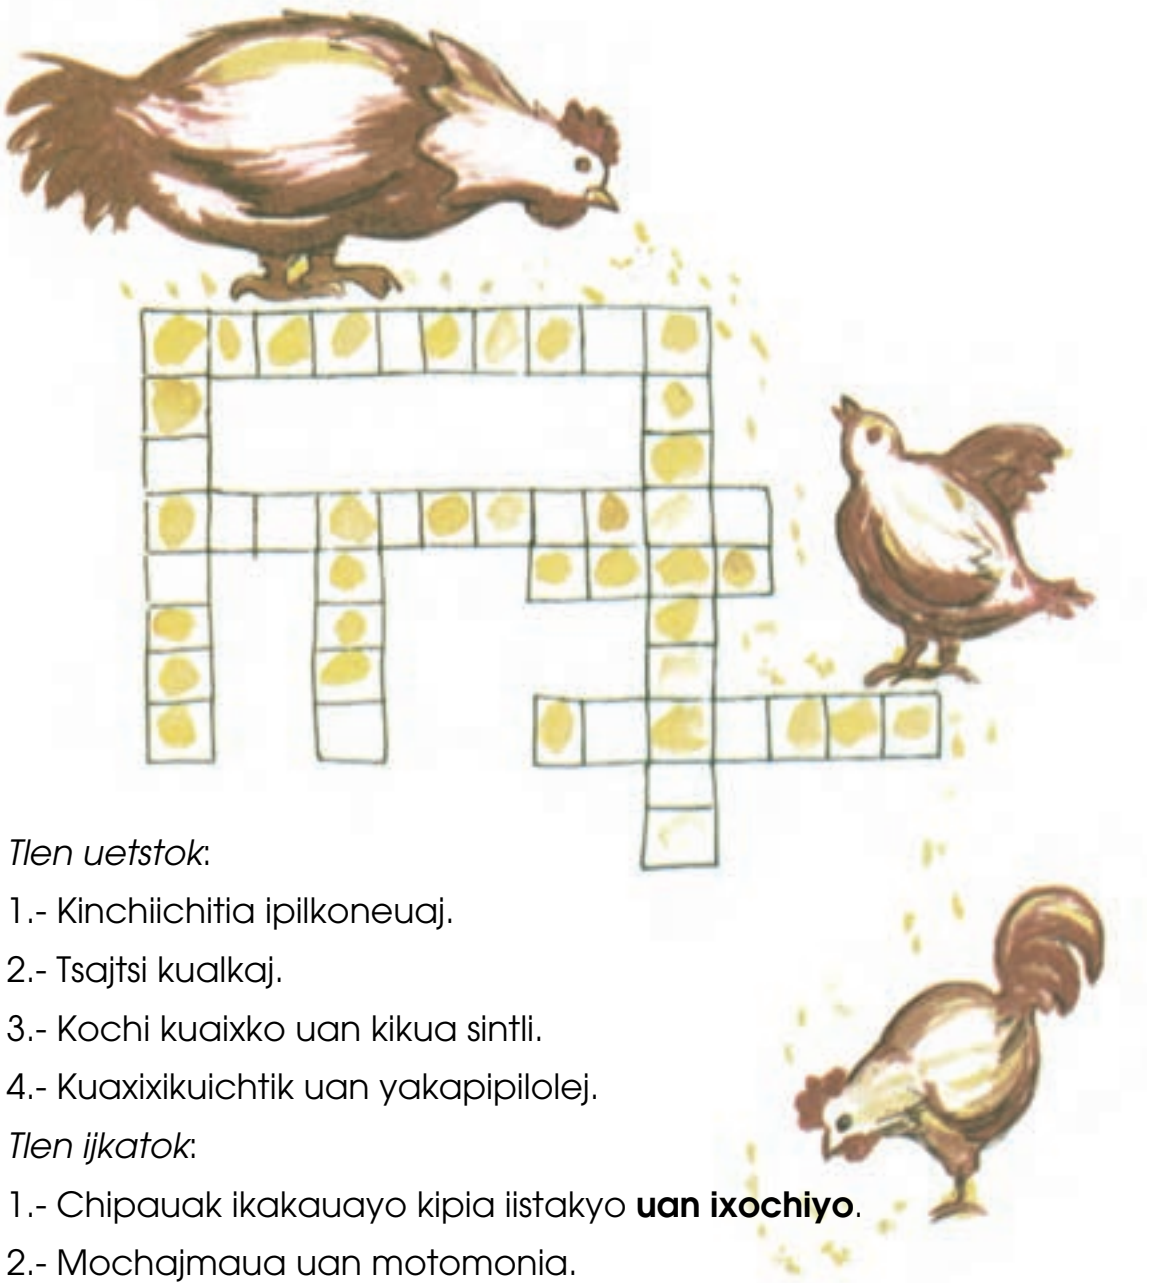 Tlen uetstok:
1.- Kinchiichitia ipilkoneuaj.
2.- Tsajtsi kualkaj.
3.- Kochi kuaixko uan kikua sintli.
4.- Kuaxixikuichtik uan yakapipilolej.
Tlen ijkatok:
1.- Chipauak ikakauayo kipia iistakyo uan ixochiyo.
2.- Mochajmaua uan motomonia.